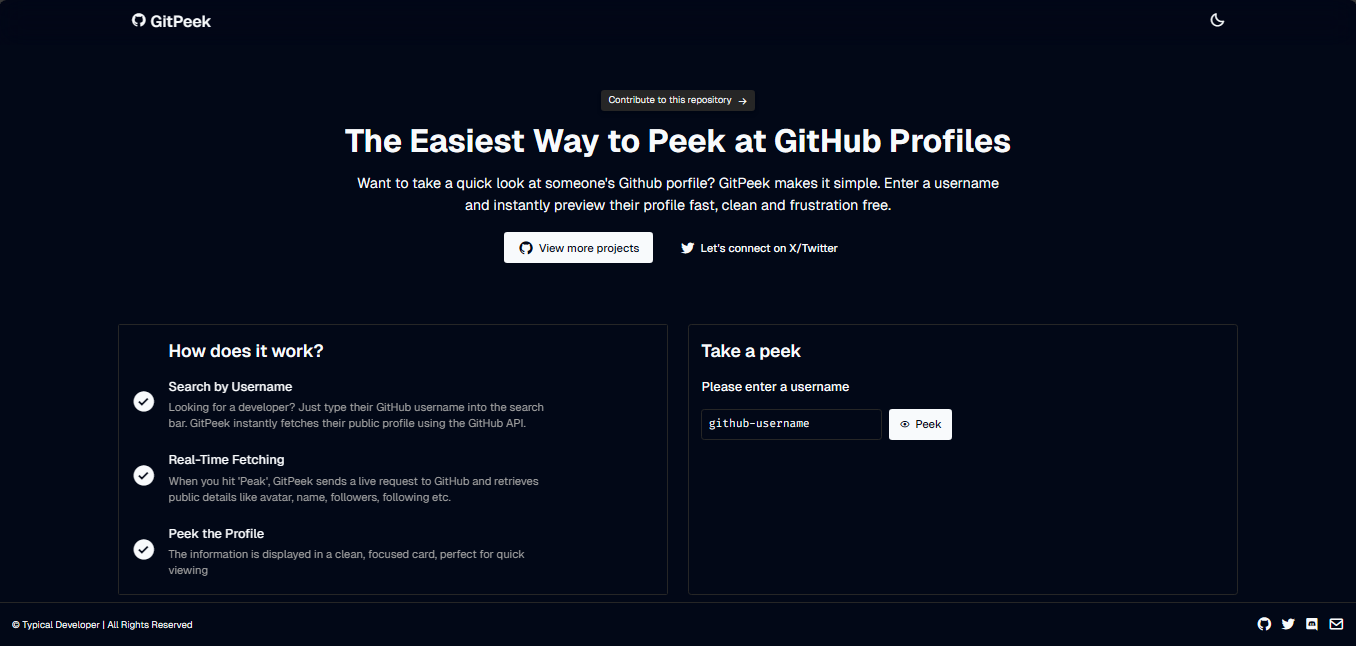 GitPeek
Contribute to this repository →
The Easiest Way to Peek at GitHub Profiles
Want to take a quick look at someone's Github porfile? GitPeek makes it simple. Enter a username
and instantly preview their profile fast, clean and frustration free.
View more projects
Let's connect on X/Twitter
How does it work?
Search by Username
Looking for a developer? Just type their GitHub username into the search
bar. GitPeek instantly fetches their public profile using the GitHub API.
Real-Time Fetching
When you hit 'Peak', GitPeek sends a live request to GitHub and retrieves
public details like avatar, name, followers, following etc.
Peek the Profile
The information is displayed in a clean, focused card, perfect for quick
viewing
Take a peek
Please enter a username
github-username
Peek
© Typical Developer | All Rights Reserved